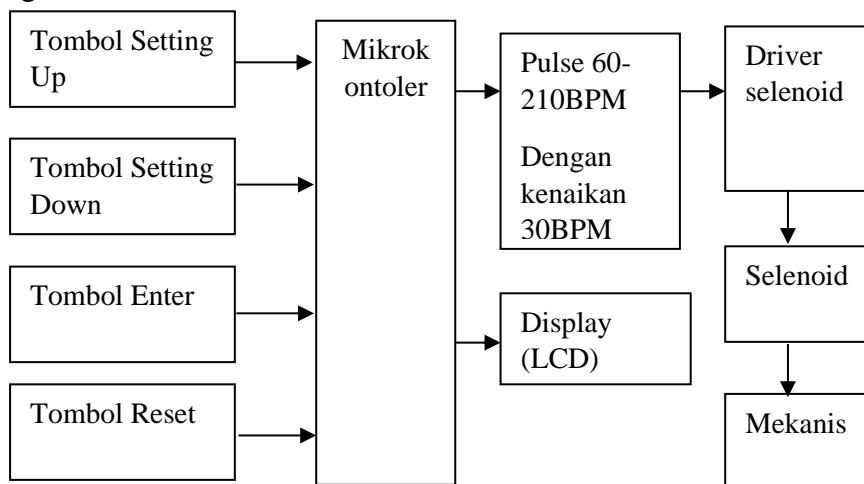 Tombol Setting
Up
Tombol Setting
Down
Tombol Enter
Tombol Reset
Mikrok
ontoler
Pulse 60-
210BPM
Dengan
kenaikan
30BPM
Display
(LCD)
Driver
selenoid
Selenoid
Mekanis